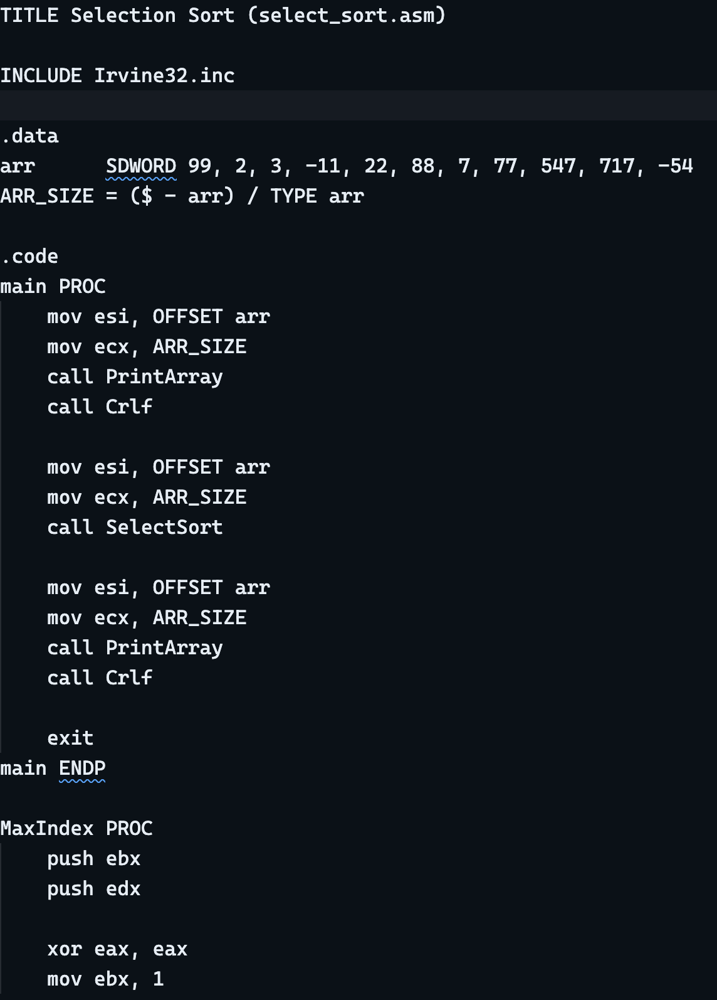 TITLE Selection Sort (select_sort.asm)
INCLUDE Irvine32.inc
.data
arr      SDWORD 99, 2, 3, -11, 22, 88, 7, 77, 547, 717, -54
ARR_SIZE = ($ - arr) / TYPE arr
.code
main PROC
    mov esi, OFFSET arr
    mov ecx, ARR_SIZE
    call PrintArray
    call Crlf
    mov esi, OFFSET arr
    mov ecx, ARR_SIZE
    call SelectSort
    mov esi, OFFSET arr
    mov ecx, ARR_SIZE
    call PrintArray
    call Crlf
    exit
main ENDP
MaxIndex PROC
    push ebx
    push edx
    xor eax, eax
    mov ebx, 1